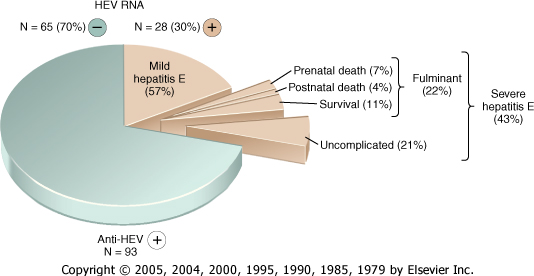 HEV RNA
N = 65 (70%) − N = 28 (30%) +
Mild
hepatitis E
(57%)
Prenatal death (7%)
Postnatal death (4%)
Survival (11%)
Uncomplicated (21%)
Fulminant
(22%)
Severe
hepatitis E
(43%)
Anti-HEV +
N = 93
Copyright © 2005, 2004, 2000, 1995, 1990, 1985, 1979 by Elsevier Inc.